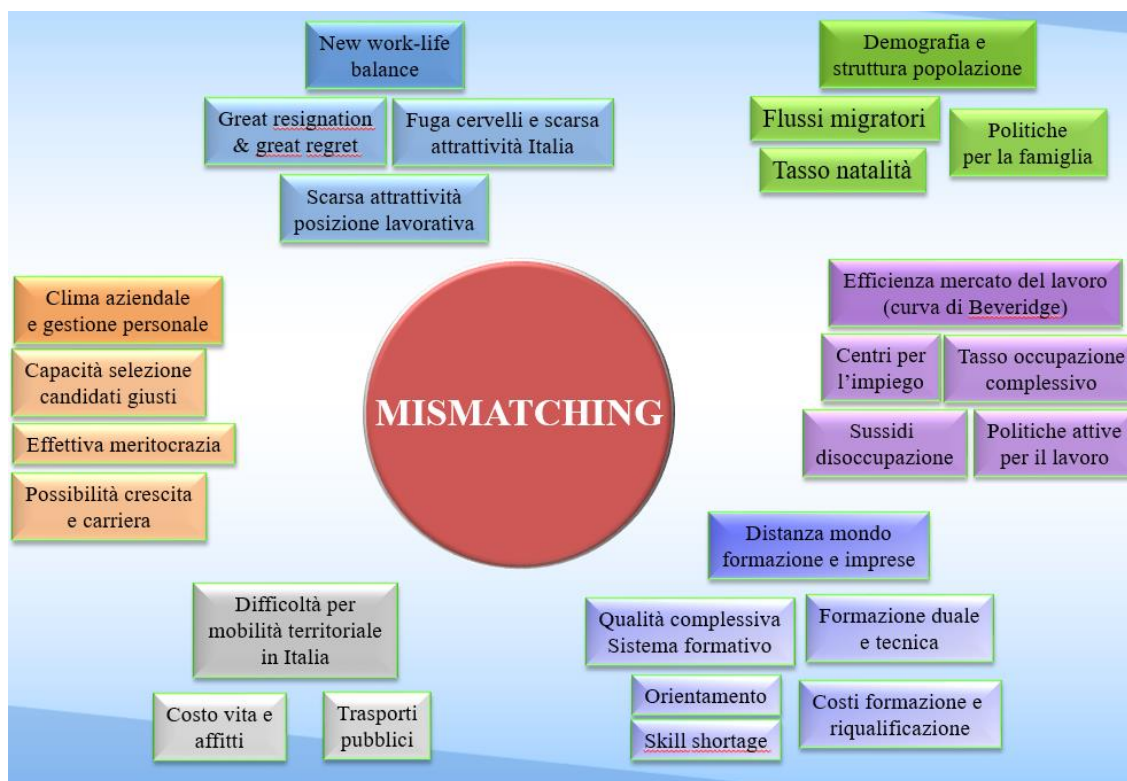 New work-life
balance
Great resignation
& great regret
Fuga cervelli e scarsa
attrattività Italia
Scarsa attrattività
posizione lavorativa
Demografia e
struttura popolazione
Flussi migratori
Tasso natalità
Politiche
per la famiglia
Clima aziendale
e gestione personale
Capacità selezione
candidati giusti
Effettiva meritocrazia
Possibilità crescita
e carriera
MISMATCHING
Efficienza mercato del lavoro
(curva di Beveridge)
Centri per
l’impiego
Tasso occupazione
complessivo
Sussidi
disoccupazione
Politiche attive
per il lavoro
Difficoltà per
mobilità territoriale
in Italia
Costo vita e
affitti
Trasporti
pubblici
Distanza mondo
formazione e imprese
Qualità complessiva
Sistema formativo
Formazione duale
e tecnica
Orientamento
Skill shortage
Costi formazione e
riqualificazione